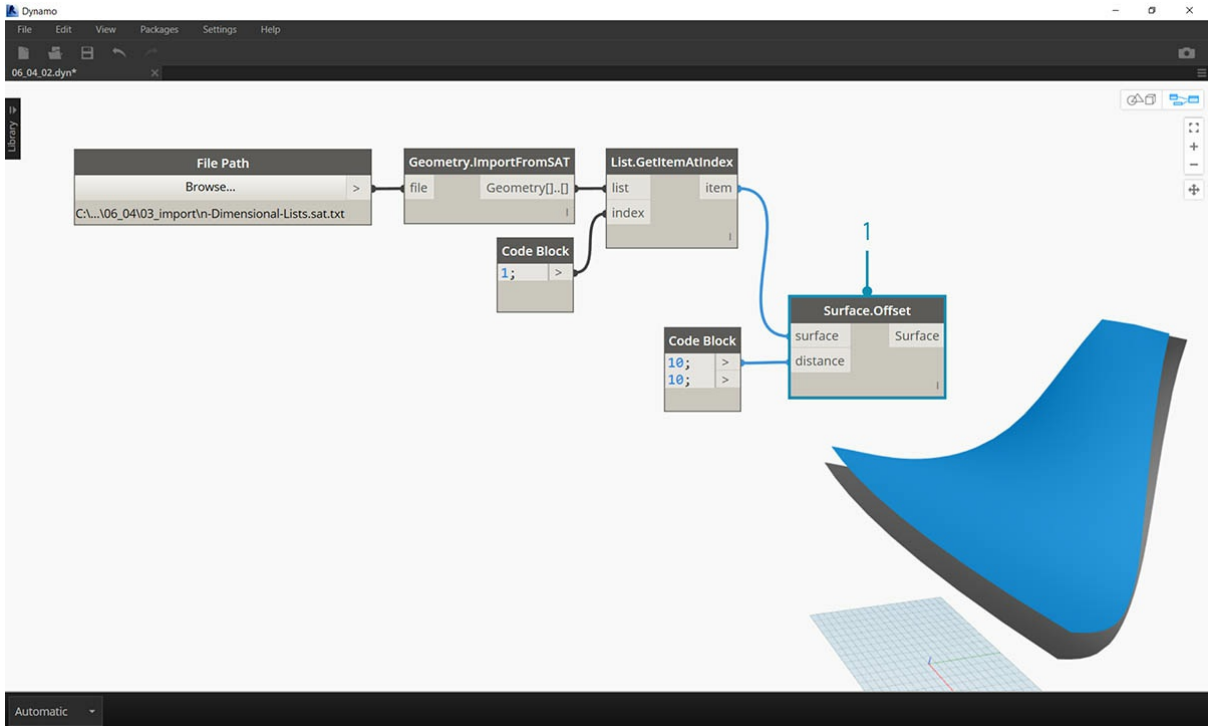 Dynamo
File Edit View Packages Settings Help
06_04_02.dyn*
Library
File Path
Browse... >
C:\...\06_04\03_import\n-Dimensional-Lists.sat.txt
Geometry.ImportFromSAT
file Geometry[]..[]
List.GetItemAtIndex
list item
index
Code Block
1; >
1
Surface.Offset
surface Surface
distance
Code Block
10; >
10; >
Automatic